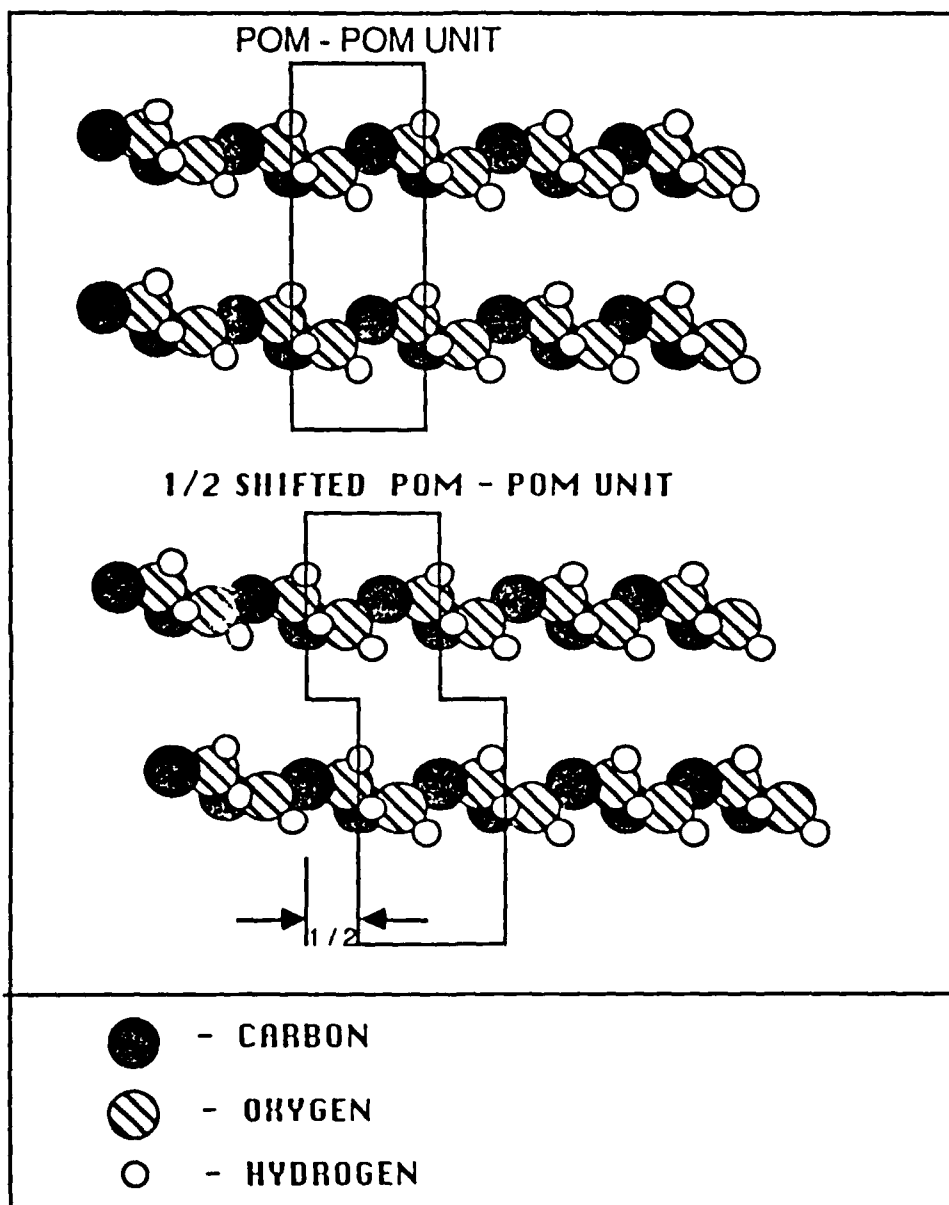 POM - POM UNIT
1/2 SHIFTED POM - POM UNIT
1/2
- CARBON
- OXYGEN
- HYDROGEN